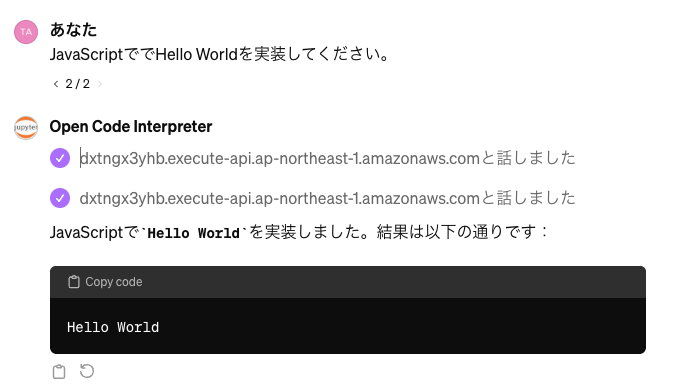 TA
あなた
JavaScriptででHello Worldを実装してください。
< 2 / 2 >
jupyter
Open Code Interpreter
dxtngx3yhb.execute-api.ap-northeast-1.amazonaws.comと話しました
dxtngx3yhb.execute-api.ap-northeast-1.amazonaws.comと話しました
JavaScriptで`Hello World`を実装しました。結果は以下の通りです：
Copy code
Hello World